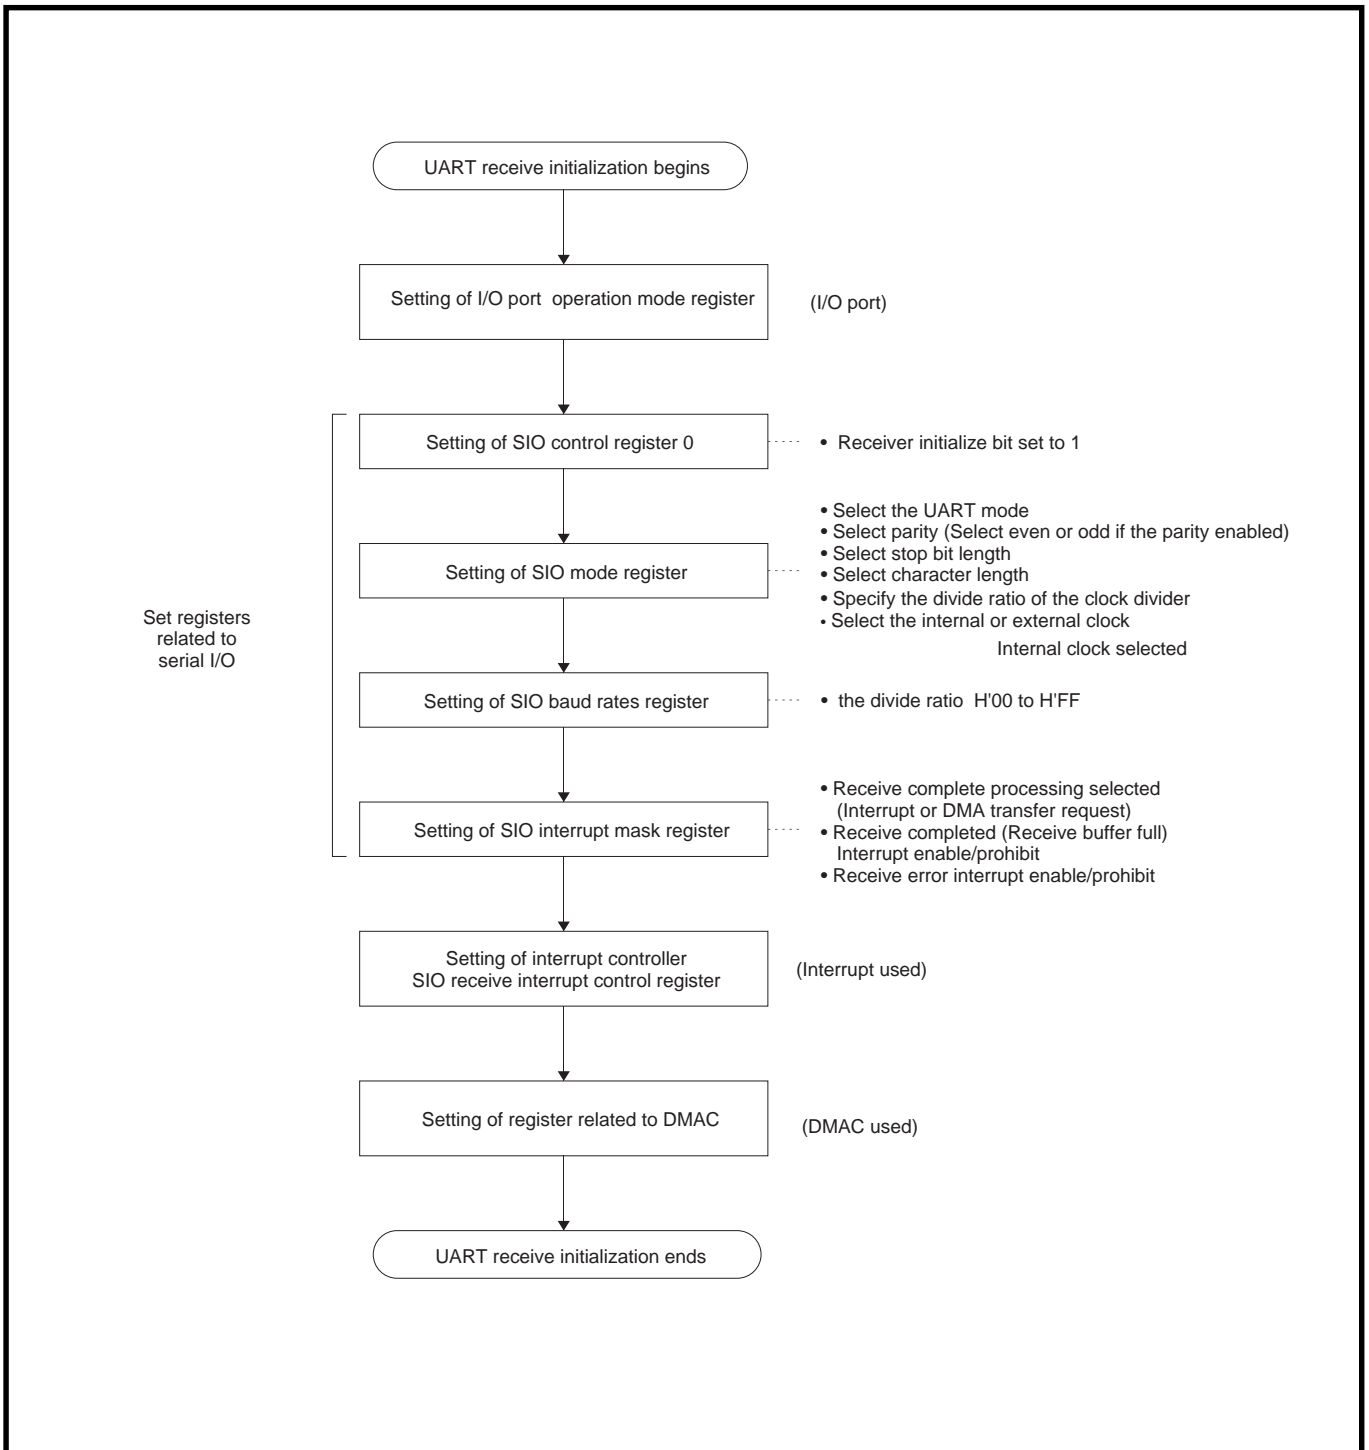 UART receive initialization begins
Setting of I/O port  operation mode register
(I/O port)
Setting of SIO control register 0
• Receiver initialize bit set to 1
• Select the UART mode
• Select parity (Select even or odd if the parity enabled)
• Select stop bit length
Setting of SIO mode register
• Select character length
• Specify the divide ratio of the clock divider
• Select the internal or external clock
Internal clock selected
Set registers
related to
serial I/O
Setting of SIO baud rates register
• the divide ratio  H'00 to H'FF
• Receive complete processing selected
(Interrupt or DMA transfer request)
Setting of SIO interrupt mask register
• Receive completed (Receive buffer full)
Interrupt enable/prohibit
• Receive error interrupt enable/prohibit
Setting of interrupt controller
SIO receive interrupt control register
(Interrupt used)
Setting of register related to DMAC
(DMAC used)
UART receive initialization ends